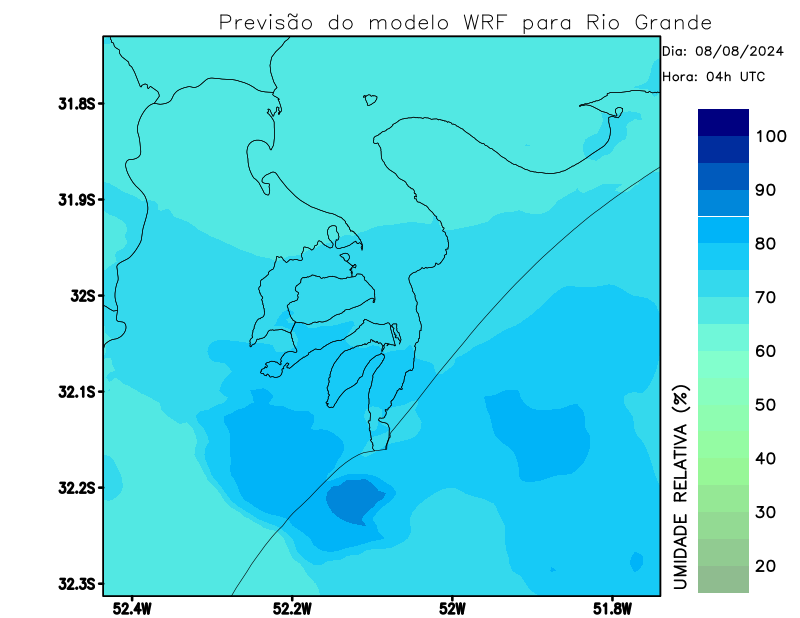 Previsão do modelo WRF para Rio Grande
Dia: 08/08/2024
Hora: 04h UTC
31.8S
31.9S
32S
32.1S
32.2S
32.3S
52.4W 52.2W 52W 51.8W
100
90
80
70
60
50
40
30
20
UMIDADE RELATIVA (%)